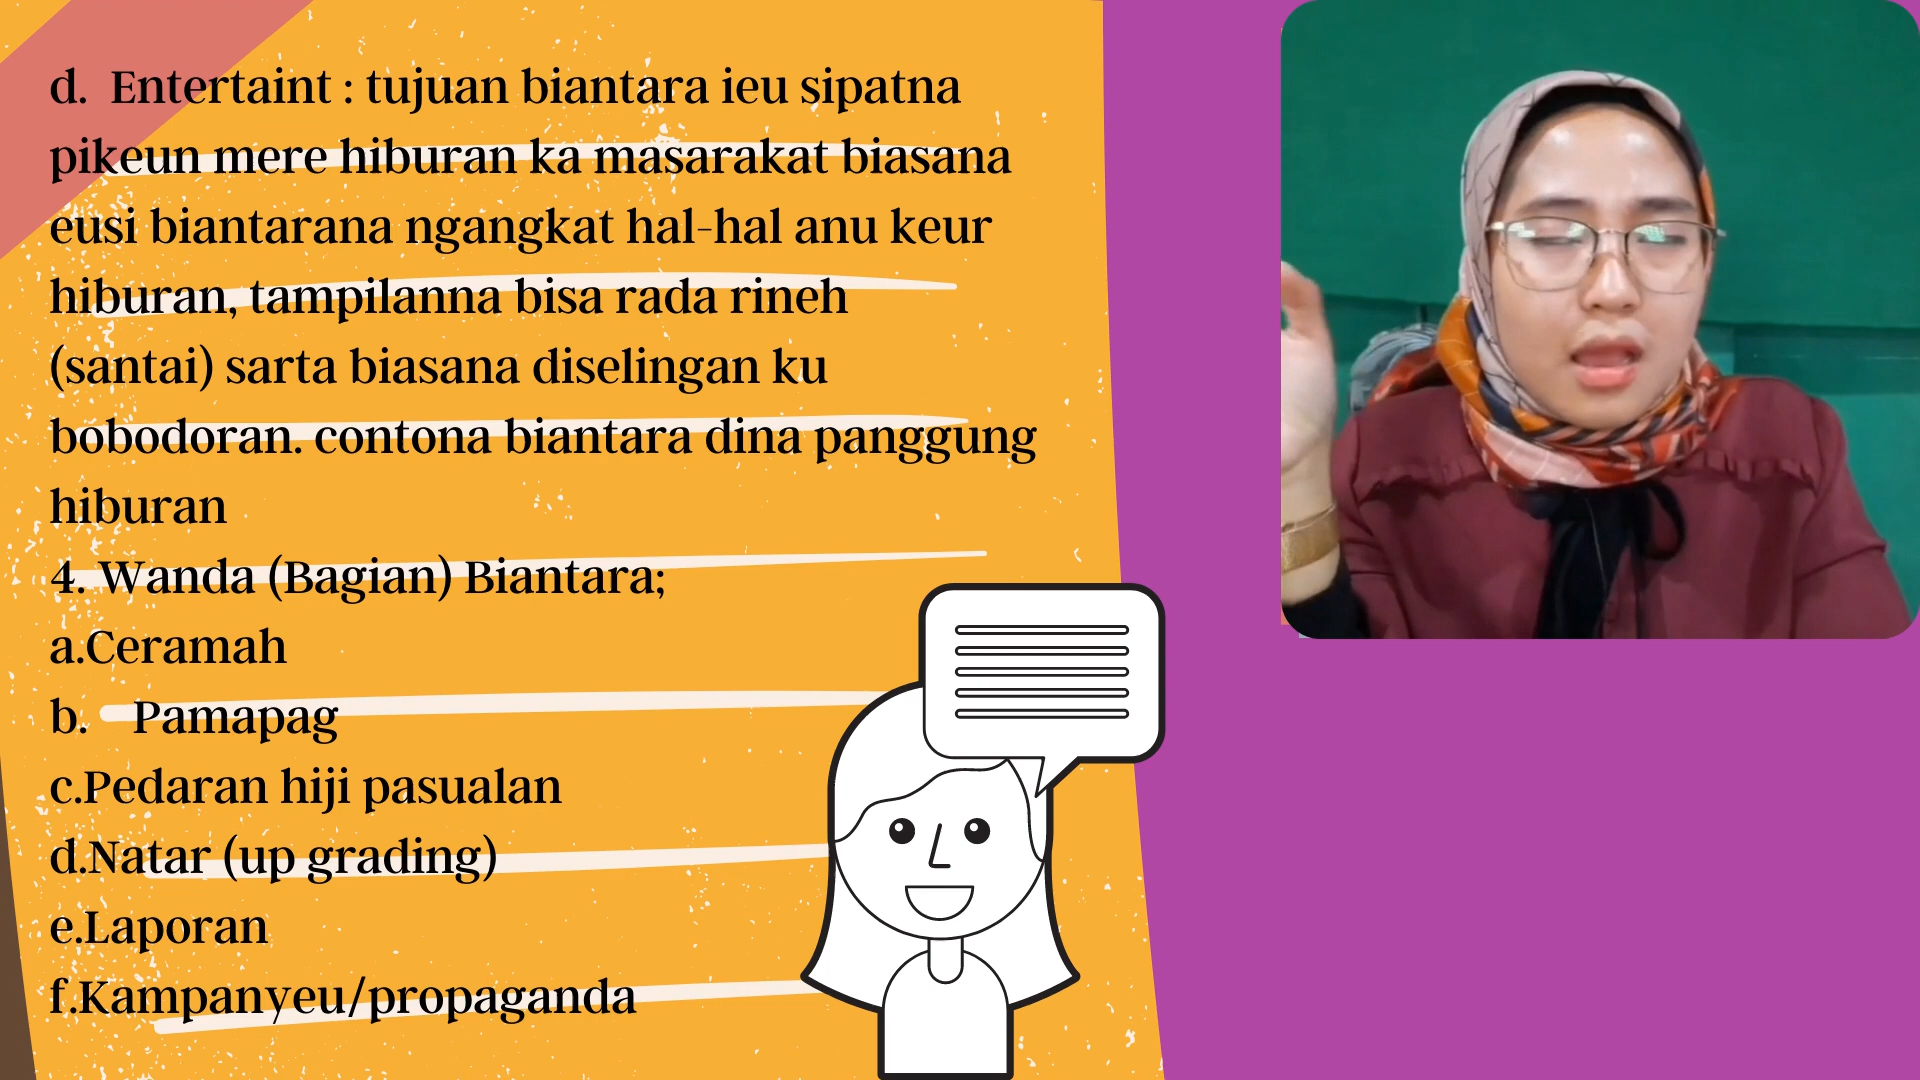 d. Entertaint : tujuan biantara ieu sipatna
pikeun mere hiburan ka masarakat biasana
eusi biantarana ngangkat hal-hal anu keur
hiburan, tampilanna bisa rada rineh
(santai) sarta biasana diselingan ku
bobodoran. contona biantara dina panggung
hiburan
4. Wanda (Bagian) Biantara;
a.Ceramah
b. Pamapag
c.Pedaran hiji pasualan
d.Natar (up grading)
e.Laporan
f.Kampanyeu/propaganda